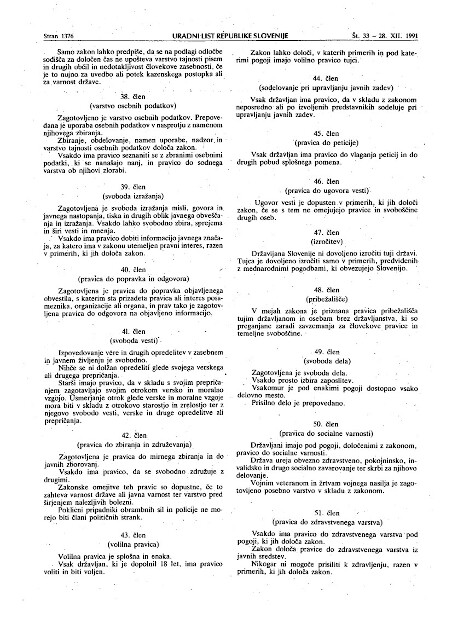 Stran 1376 URADNI LIST REPUBLIKE SLOVENIJE Št. 33 – 28. XII. 1991
Samo zakon lahko predpiše, da se na podlagi odločbe
sodišča za določen čas ne upošteva varstvo tajnosti pisem
in drugih občil in nedotakljivost človekove zasebnosti, če
je to nujno za uvedbo ali potek kazenskega postopka ali
za varnost države.
38. člen
(varstvo osebnih podatkov)
Zagotovljeno je varstvo osebnih podatkov. Prepove-
dana je uporaba osebnih podatkov v nasprotju z namenom
njihovega zbiranja.
Zbiranje, obdelovanje, namen uporabe, nadzor in
varstvo tajnosti osebnih podatkov določa zakon.
Vsakdo ima pravico seznaniti se z zbranimi osebnimi
podatki, ki se nanašajo nanj, in pravico do sodnega
varstva ob njihovi zlorabi.
39. člen
(svoboda izražanja)
Zagotovljena je svoboda izražanja misli, govora in
javnega nastopanja, tiska in drugih oblik javnega obvešča-
nja in izražanja. Vsakdo lahko svobodno zbira, sprejema
in širi vesti in mnenja.
Vsakdo ima pravico dobiti informacijo javnega znača-
ja, za katero ima v zakonu utemeljen pravni interes, razen
v primerih, ki jih določa zakon.
40. člen
(pravica do popravka in odgovora)
Zagotovljena je pravica do popravka objavljenega
obvestila, s katerim sta prizadeta pravica ali interes posa-
meznika, organizacije ali organa, in prav tako je zagotov-
ljena pravica do odgovora na objavljeno informacijo.
41. člen
(svoboda vesti)
Izpovedovanje vere in drugih opredelitev v zasebnem
in javnem življenju je svobodno.
Nihče se ni dolžan opredeliti glede svojega verskega
ali drugega prepričanja.
Starši imajo pravico, da v skladu s svojim prepriča-
njem zagotavljajo svojim otrokom versko in moralno
vzgojo. Usmerjanje otrok glede verske in moralne vzgoje
mora biti v skladu z otrokovo starostjo in zrelostjo ter z
njegovo svobodo vesti, verske in druge opredelitve ali
prepričanja.
42. člen
(pravica do zbiranja in združevanja)
Zagotovljena je pravica do mirnega zbiranja in do
javnih zborovanj.
Vsakdo ima pravico, da se svobodno združuje z
drugimi.
Zakonske omejitve teh pravic so dopustne, če to
zahteva varnost države ali javna varnost ter varstvo pred
širjenjem nalezljivih bolezni.
Poklicni pripadniki obrambnih sil in policije ne mo-
rejo biti člani političnih strank.
43. člen
(volilna pravica)
Volilna pravica je splošna in enaka.
Vsak državljan, ki je dopolnil 18 let, ima pravico
voliti in biti voljen.
Zakon lahko določi, v katerih primerih in pod kate-
rimi pogoji imajo volilno pravico tujci.
44. člen
(sodelovanje pri upravljanju javnih zadev)
Vsak državljan ima pravico, da v skladu z zakonom
neposredno ali po izvoljenih predstavnikih sodeluje pri
upravljanju javnih zadev.
45. člen
(pravica do peticije)
Vsak državljan ima pravico do vlaganja peticij in do
drugih pobud splošnega pomena.
46. člen
(pravica do ugovora vesti)
Ugovor vesti je dopusten v primerih, ki jih določi
zakon, če se s tem ne omejujejo pravice in svoboščine
drugih oseb.
47. člen
(izročitev)
Državljana Slovenije ni dovoljeno izročiti tuji državi.
Tujca je dovoljeno izročiti samo v primerih, predvidenih
z mednarodnimi pogodbami, ki obvezujejo Slovenijo.
48. člen
(pribežališče)
V mejah zakona je priznana pravica pribežališča
tujim državljanom in osebam brez državljanstva, ki so
preganjane zaradi zavzemanja za človekove pravice in
temeljne svoboščine.
49. člen
(svoboda dela)
Zagotovljena je svoboda dela.
Vsakdo prosto izbira zaposlitev.
Vsakomur je pod enakimi pogoji dostopno vsako
delovno mesto.
Prisilno delo je prepovedano.
50. člen
(pravica do socialne varnosti)
Državljani imajo pod pogoji, določenimi z zakonom,
pravico do socialne varnosti.
Država ureja obvezno zdravstveno, pokojninsko, in-
validsko in drugo socialno zavarovanje ter skrbi za njihovo
delovanje.
Vojnim veteranom in žrtvam vojnega nasilja je zago-
tovljeno posebno varstvo v skladu z zakonom.
51. člen
(pravica do zdravstvenega varstva)
Vsakdo ima pravico do zdravstvenega varstva pod
pogoji, ki jih določa zakon.
Zakon določa pravice do zdravstvenega varstva iz
javnih sredstev.
Nikogar ni mogoče prisiliti k zdravljenju, razen v
primerih, ki jih določa zakon.